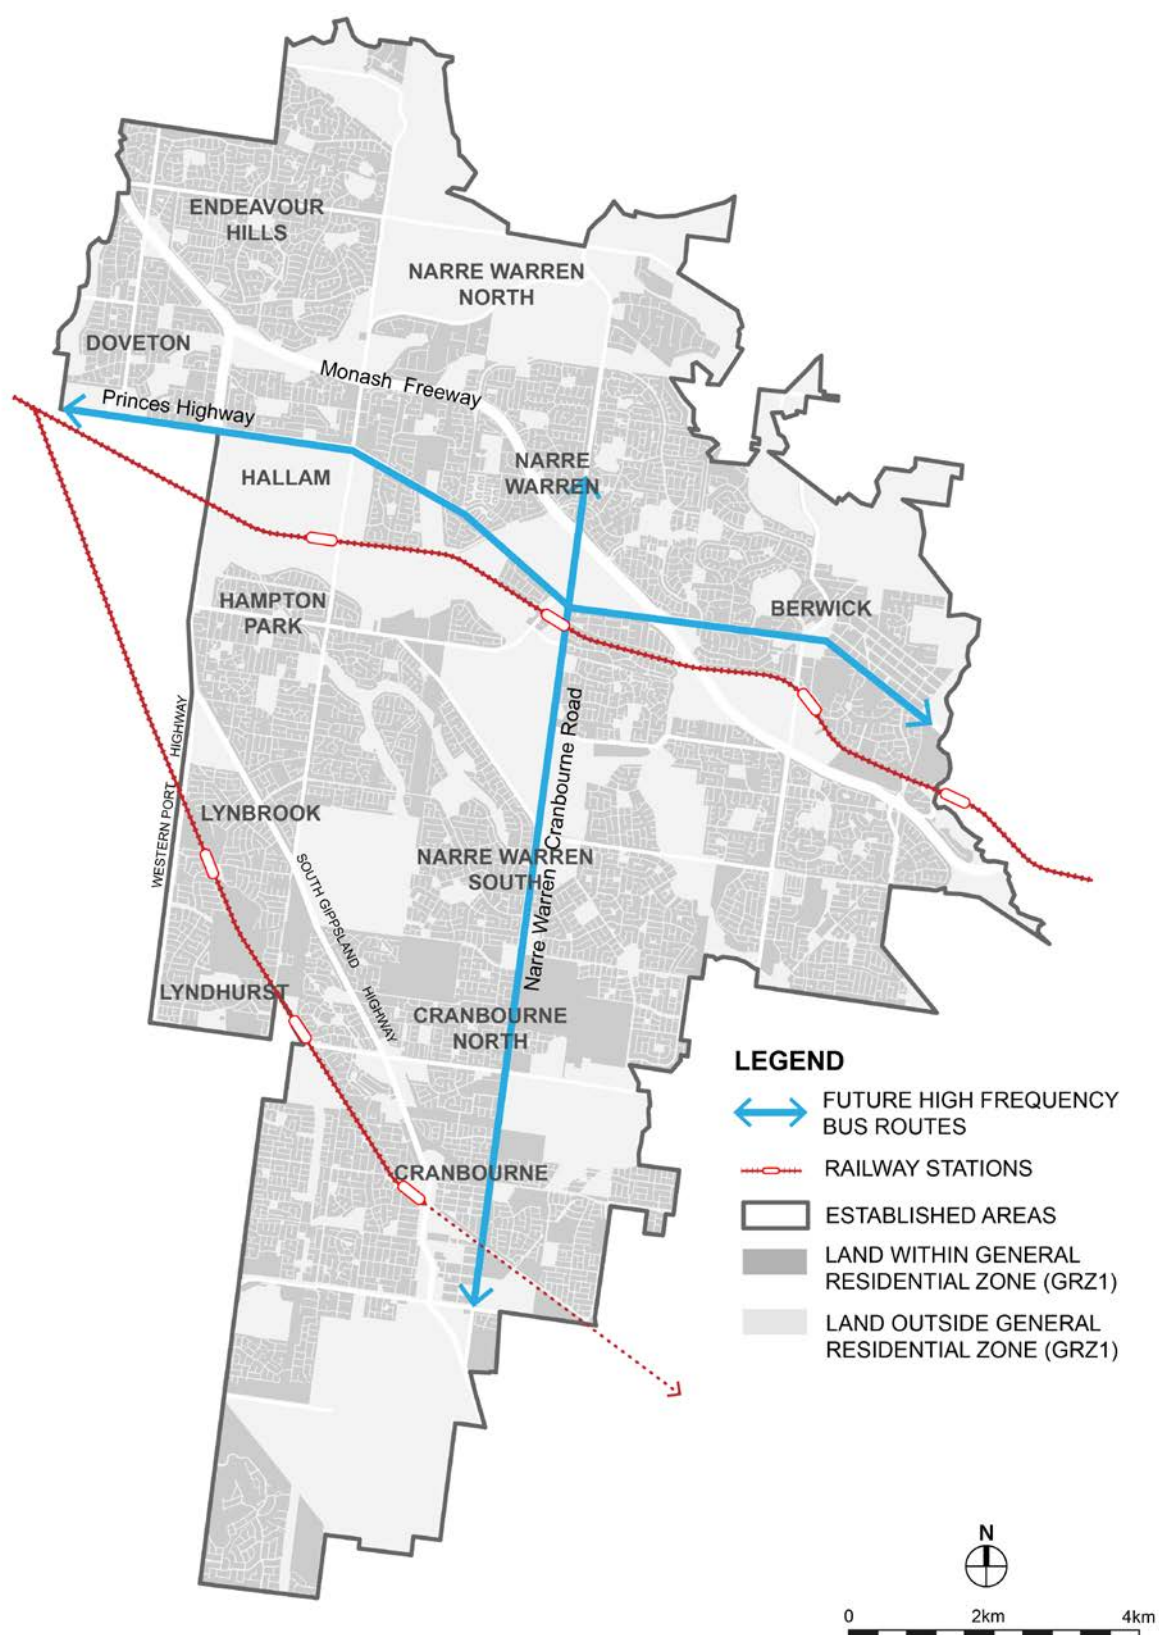 ENDEAVOUR
HILLS
NARRE WARREN
NORTH
DOVETON
Monash Freeway
Princes Highway
NARRE
WARREN
HALLAM
HAMPTON
PARK
BERWICK
WESTERN PORT HIGHWAY
Narre Warren Cranbourne Road
LYNBROOK
NARRE WARREN
SOUTH
SOUTH GIPPSLAND HIGHWAY
LYNDHURST
CRANBOURNE
NORTH
CRANBOURNE
LEGEND
FUTURE HIGH FREQUENCY
BUS ROUTES
RAILWAY STATIONS
ESTABLISHED AREAS
LAND WITHIN GENERAL
RESIDENTIAL ZONE (GRZ1)
LAND OUTSIDE GENERAL
RESIDENTIAL ZONE (GRZ1)
N
0 2km 4km